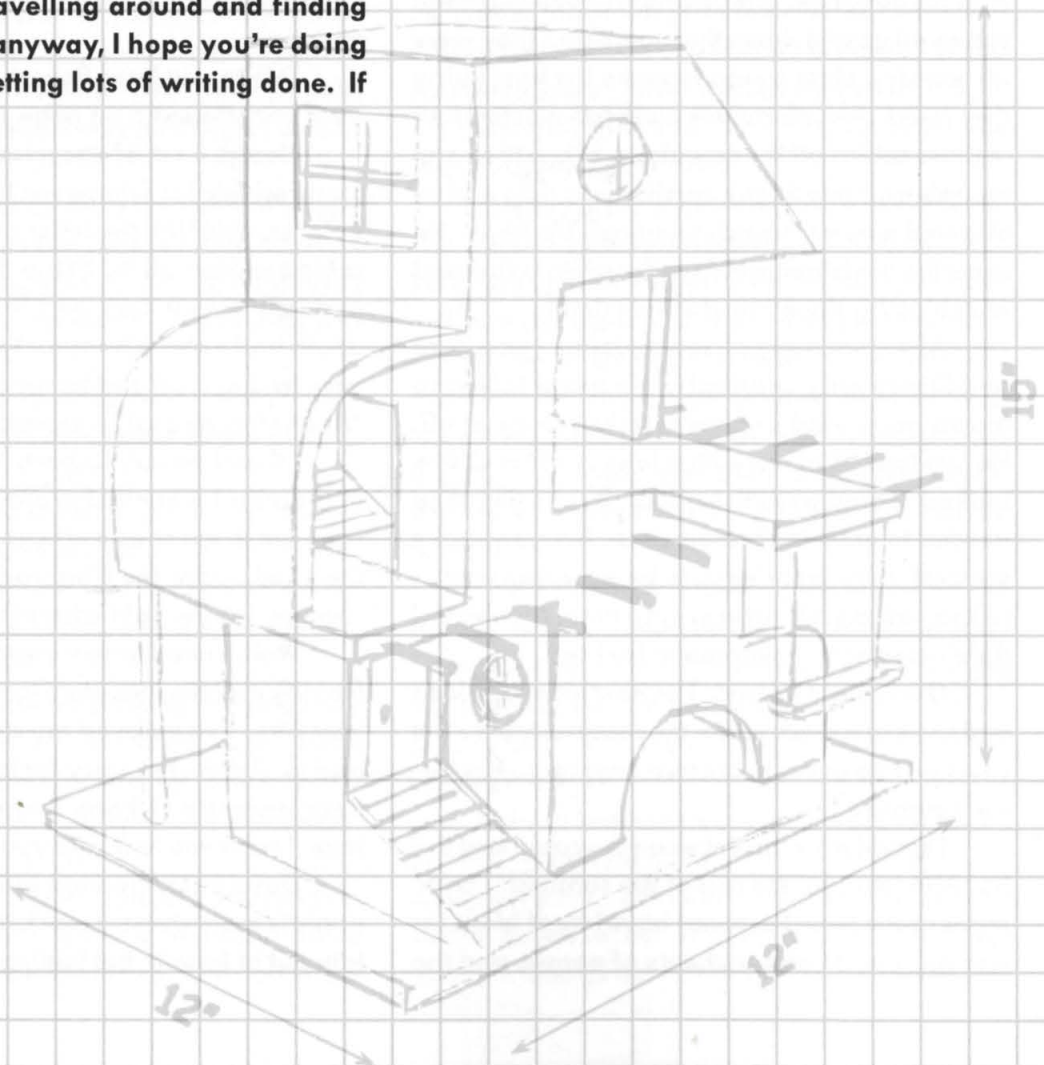 avelling around and finding
anyway, I hope you're doing
etting lots of writing done. If
15"
12"
12"